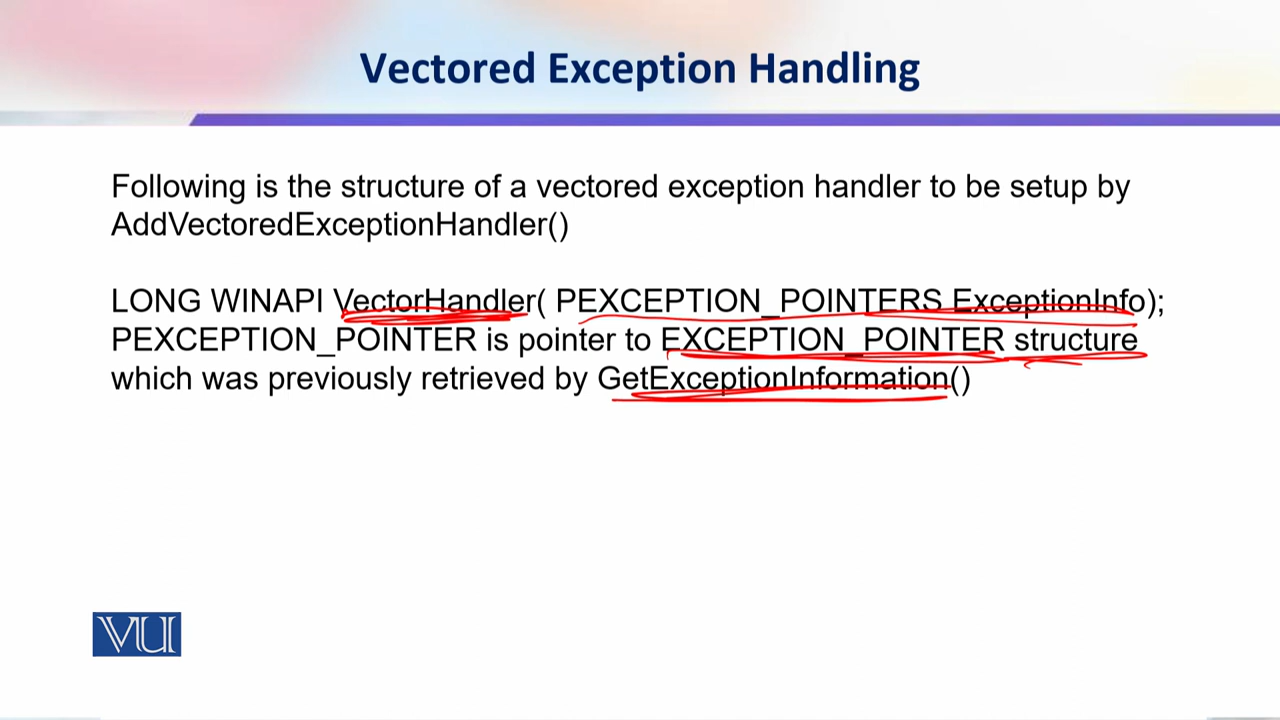 Vectored Exception Handling
Following is the structure of a vectored exception handler to be setup by
AddVectoredExceptionHandler()
LONG WINAPI VectorHandler( PEXCEPTION_POINTERS ExceptionInfo);
PEXCEPTION_POINTER is pointer to EXCEPTION_POINTER structure
which was previously retrieved by GetExceptionInformation()
VU